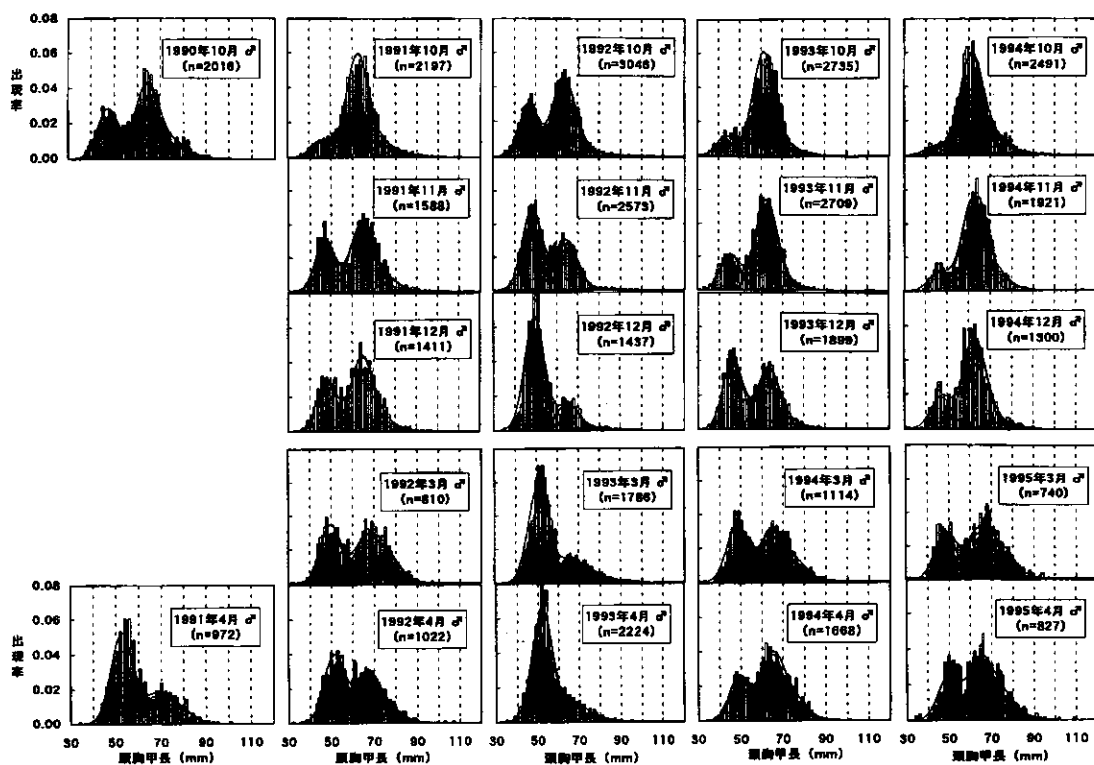 0.08
0.06
0.04
0.02
0.00
出現率
1990年10月 ♂
(n=2016)
1991年10月 ♂
(n=2197)
1992年10月 ♂
(n=3046)
1993年10月 ♂
(n=2735)
1994年10月 ♂
(n=2491)
30 50 70 90 110
1991年11月 ♂
(n=1588)
1992年11月 ♂
(n=2573)
1993年11月 ♂
(n=2709)
1994年11月 ♂
(n=1921)
1991年12月 ♂
(n=1411)
1992年12月 ♂
(n=1437)
1993年12月 ♂
(n=1899)
1994年12月 ♂
(n=1300)
1992年3月 ♂
(n=810)
1993年3月 ♂
(n=1786)
1994年3月 ♂
(n=1114)
1995年3月 ♂
(n=740)
0.08
0.06
0.04
0.02
0.00
出現率
1991年4月 ♂
(n=972)
1992年4月 ♂
(n=1022)
1993年4月 ♂
(n=2224)
1994年4月 ♂
(n=1668)
1995年4月 ♂
(n=827)
30 50 70 90 110
30 50 70 90 110
30 50 70 90 110
30 50 70 90 110
30 50 70 90 110
頭胸甲長 (mm)
頭胸甲長 (mm)
頭胸甲長 (mm)
頭胸甲長 (mm)
頭胸甲長 (mm)